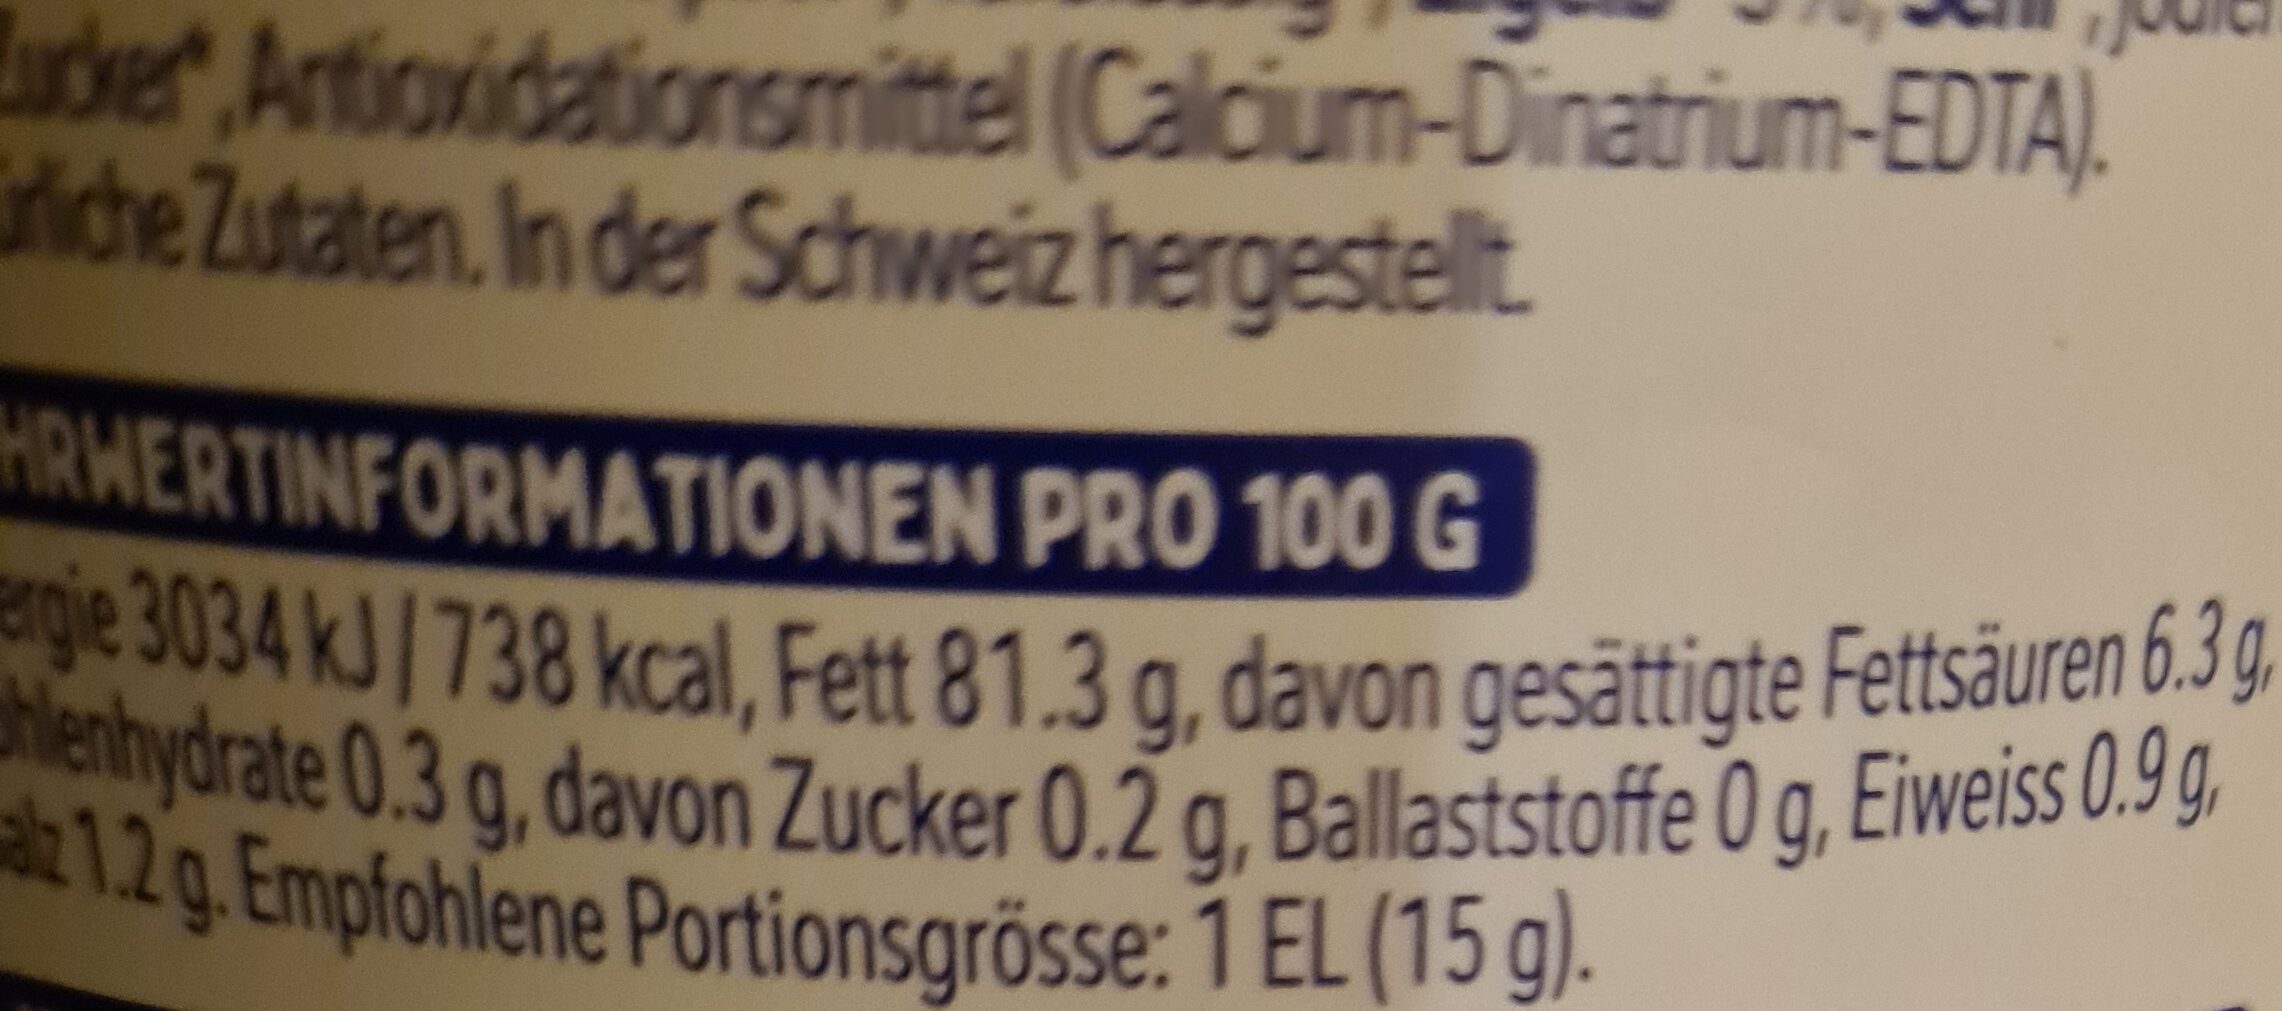 Zucker*, Antioxidationsmittel (Calcium-Dinatrium-EDTA).
Zutaten. In der Schweiz hergestellt.
HRWERTINFORMATIONEN PRO 100 G
ergie 3034 kJ / 738 kcal, Fett 81.3 g, davon gesättigte Fettsäuren 6.3 g,
ohlenhydrate 0.3 g, davon Zucker 0.2 g, Ballaststoffe 0 g, Eiweiss 0.9 g,
alz 1.2 g. Empfohlene Portionsgrösse: 1 EL (15 g).